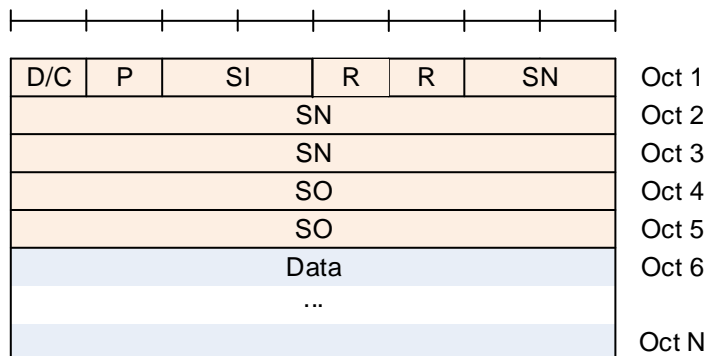 D/C P SI R R SN Oct 1
SN Oct 2
SN Oct 3
SO Oct 4
SO Oct 5
Data Oct 6
...
Oct N